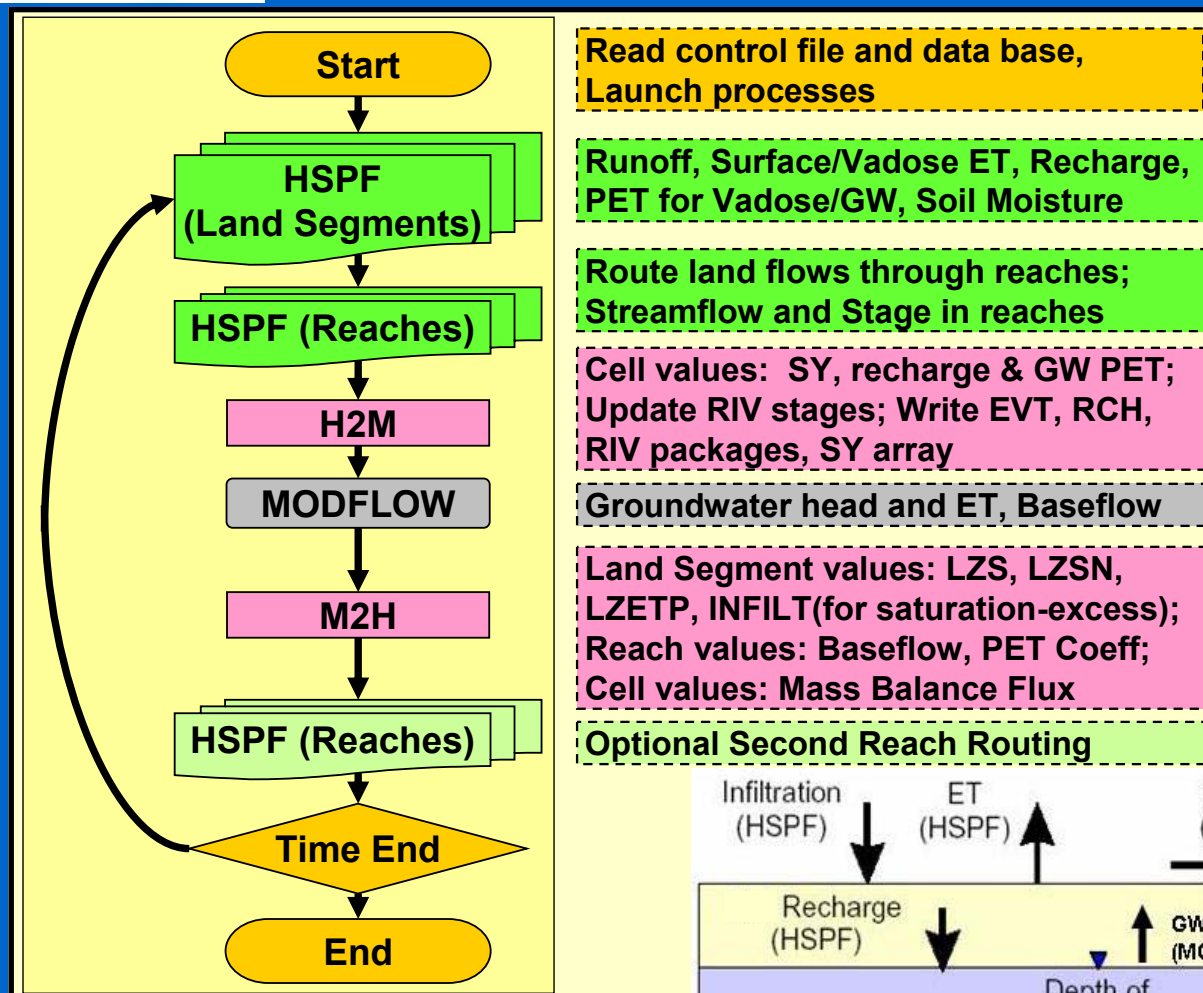 Start
HSPF
(Land Segments)
HSPF (Reaches)
H2M
MODFLOW
M2H
HSPF (Reaches)
Time End
End
Read control file and data base,
Launch processes
Runoff, Surface/Vadose ET, Recharge,
PET for Vadose/GW, Soil Moisture
Route land flows through reaches;
Streamflow and Stage in reaches
Cell values: SY, recharge & GW PET;
Update RIV stages; Write EVT, RCH,
RIV packages, SY array
Groundwater head and ET, Baseflow
Land Segment values: LZS, LZSN,
LZETP, INFILT(for saturation-excess);
Reach values: Baseflow, PET Coeff;
Cell values: Mass Balance Flux
Optional Second Reach Routing
Infiltration
(HSPF)
ET
(HSPF)
Recharge
(HSPF)
GW
Depth of